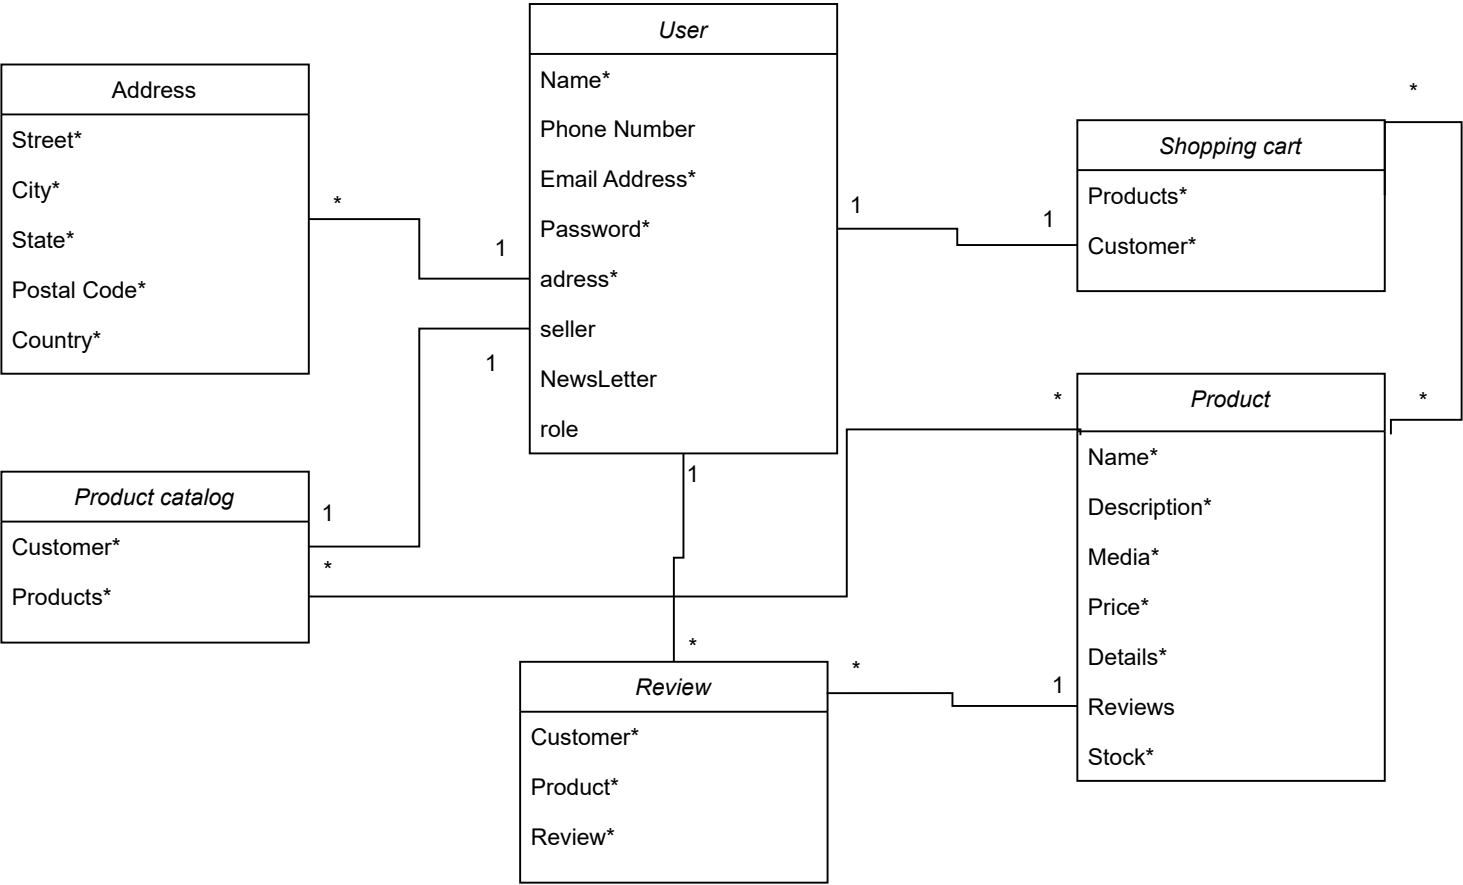 User
Name*
Phone Number
Email Address*
Password*
adress*
seller
NewsLetter
role
Address
Street*
City*
State*
Postal Code*
Country*
*
1
1
1
*
Shopping cart
Products*
Customer*
*
Product
Name*
Description*
Media*
Price*
Details*
Reviews
Stock*
*
1
1
*
Product catalog
Customer*
Products*
1
*
*
1
Review
Customer*
Product*
Review*